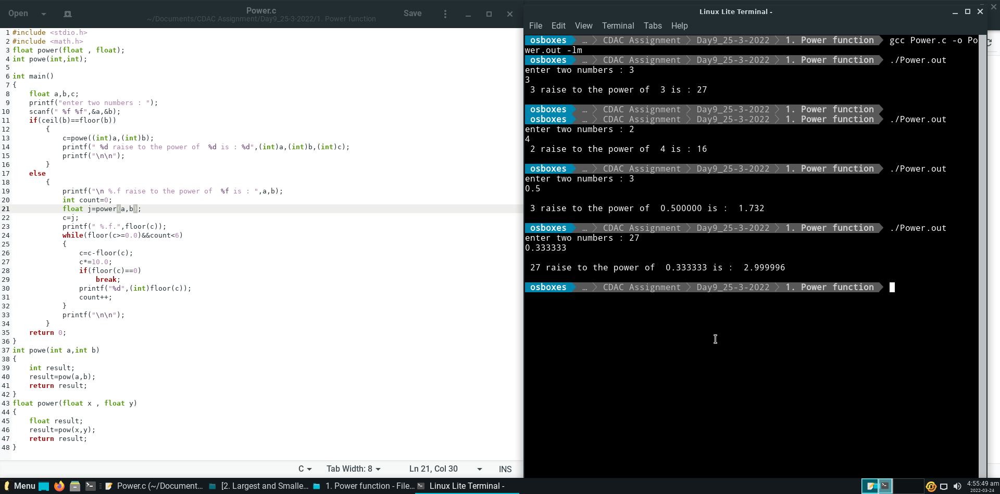 Open
Power.c
~/Documents/CDAC Assignment/Day9_25-3-2022/1. Power function
Save
1 #include <stdio.h>
2 #include <math.h>
3 float power(float , float);
4 int powe(int,int);
5
6 int main()
7 {
8     float a,b,c;
9     printf("enter two numbers : ");
10     scanf(" %f %f",&a,&b);
11     if(ceil(b)==floor(b))
12         {
13             c=powe((int)a,(int)b);
14             printf(" %d raise to the power of  %d is : %d",(int)a,(int)b,(int)c);
15             printf("\n\n");
16         }
17     else
18         {
19             printf("\n %.f raise to the power of  %f is : ",a,b);
20             int count=0;
21             float j=power(a,b);
22             c=j;
23             printf(" %.f.",floor(c));
24             while(floor(c>=0.0)&&count<6)
25             {
26                 c=c-floor(c);
27                 c*=10.0;
28                 if(floor(c)==0)
29                     break;
30                 printf("%d",(int)floor(c));
31                 count++;
32             }
33             printf("\n\n");
34         }
35     return 0;
36 }
37 int powe(int a,int b)
38 {
39     int result;
40     result=pow(a,b);
41     return result;
42 }
43 float power(float x , float y)
44 {
45     float result;
46     result=pow(x,y);
47     return result;
48 }
C
Tab Width: 8
Ln 21, Col 30
INS
Linux Lite Terminal -
File Edit View Terminal Tabs Help
osboxes … CDAC Assignment Day9_25-3-2022 1. Power function gcc Power.c -o Po
wer.out -lm
osboxes … CDAC Assignment Day9_25-3-2022 1. Power function ./Power.out
enter two numbers : 3
3
3 raise to the power of  3 is : 27
osboxes … CDAC Assignment Day9_25-3-2022 1. Power function
osboxes … CDAC Assignment Day9_25-3-2022 1. Power function ./Power.out
enter two numbers : 2
4
2 raise to the power of  4 is : 16
osboxes … CDAC Assignment Day9_25-3-2022 1. Power function ./Power.out
enter two numbers : 3
0.5
3 raise to the power of  0.500000 is :  1.732
osboxes … CDAC Assignment Day9_25-3-2022 1. Power function ./Power.out
enter two numbers : 27
0.333333
27 raise to the power of  0.333333 is :  2.999996
osboxes … CDAC Assignment Day9_25-3-2022 1. Power function
Menu
Power.c (~/Document...
[2. Largest and Smalle...
1. Power function - File...
Linux Lite Terminal -
4:55:49 am
2022-03-24